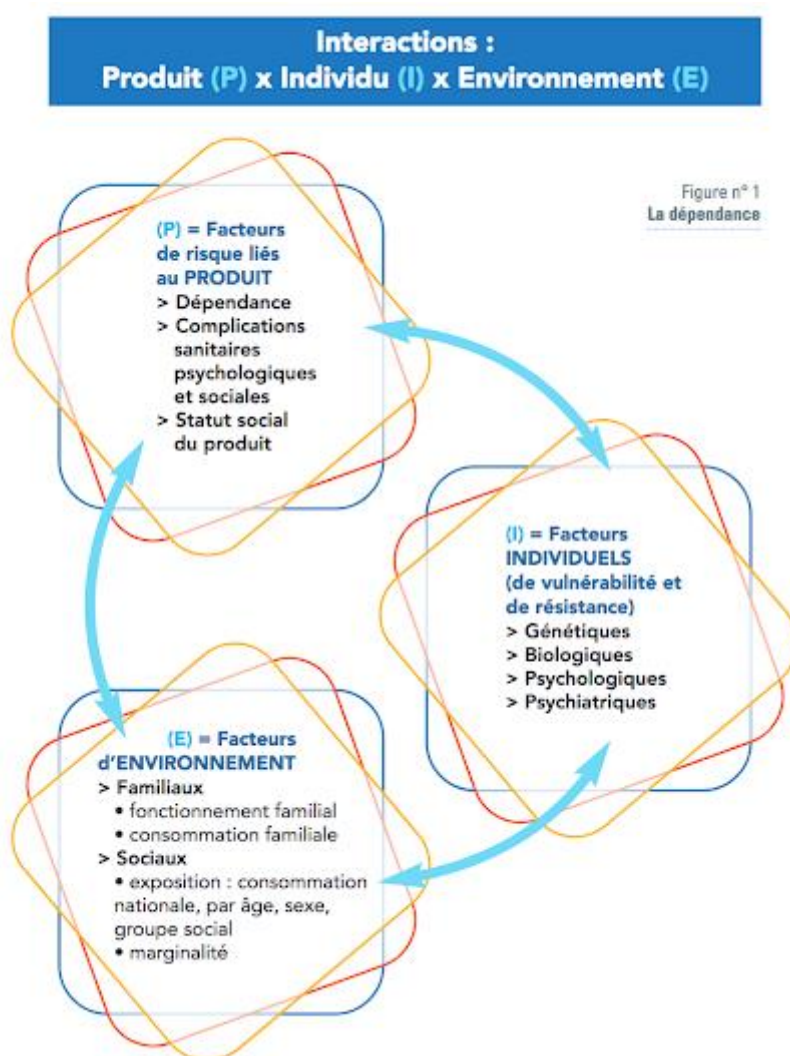 Interactions :
Produit (P) x Individu (I) x Environnement (E)
Figure n° 1
La dépendance
(P) = Facteurs
de risque liés
au PRODUIT
> Dépendance
> Complications
sanitaires
psychologiques
et sociales
> Statut social
du produit
(I) = Facteurs
INDIVIDUELS
(de vulnérabilité et
de résistance)
> Génétiques
> Biologiques
> Psychologiques
> Psychiatriques
(E) = Facteurs
d'ENVIRONNEMENT
> Familiaux
• fonctionnement familial
• consommation familiale
> Sociaux
• exposition : consommation
nationale, par âge, sexe,
groupe social
• marginalité